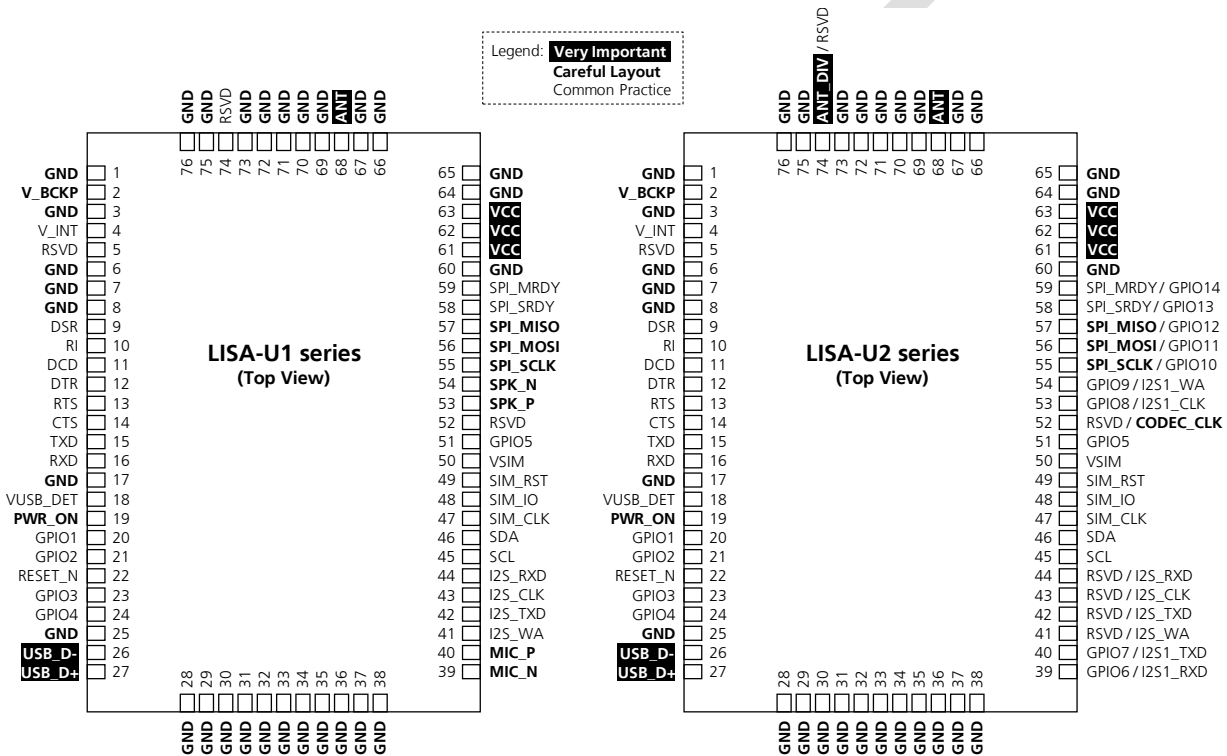 Legend: Very Important
Careful Layout
Common Practice
GND GND RSVD GND GND GND GND GND ANT GND GND
76 75 74 73 72 71 70 69 68 67 66
GND 1
V_BCKP 2
GND 3
V_INT 4
RSVD 5
GND 6
GND 7
GND 8
DSR 9
RI 10
DCD 11
DTR 12
RTS 13
CTS 14
TXD 15
RXD 16
GND 17
VUSB_DET 18
PWR_ON 19
GPIO1 20
GPIO2 21
RESET_N 22
GPIO3 23
GPIO4 24
GND 25
USB_D- 26
USB_D+ 27
LISA-U1 series
(Top View)
65 GND
64 GND
63 VCC
62 VCC
61 VCC
60 GND
59 SPI_MRDY
58 SPI_SRDY
57 SPI_MISO
56 SPI_MOSI
55 SPI_SCLK
54 SPK_N
53 SPK_P
52 RSVD
51 GPIO5
50 VSIM
49 SIM_RST
48 SIM_IO
47 SIM_CLK
46 SDA
45 SCL
44 I2S_RXD
43 I2S_CLK
42 I2S_TXD
41 I2S_WA
40 MIC_P
39 MIC_N
28 29 30 31 32 33 34 35 36 37 38
GND GND GND GND GND GND GND GND GND GND GND
GND GND ANT_DIV / RSVD GND GND GND GND GND ANT GND GND
76 75 74 73 72 71 70 69 68 67 66
GND 1
V_BCKP 2
GND 3
V_INT 4
RSVD 5
GND 6
GND 7
GND 8
DSR 9
RI 10
DCD 11
DTR 12
RTS 13
CTS 14
TXD 15
RXD 16
GND 17
VUSB_DET 18
PWR_ON 19
GPIO1 20
GPIO2 21
RESET_N 22
GPIO3 23
GPIO4 24
GND 25
USB_D- 26
USB_D+ 27
LISA-U2 series
(Top View)
65 GND
64 GND
63 VCC
62 VCC
61 VCC
60 GND
59 SPI_MRDY / GPIO14
58 SPI_SRDY / GPIO13
57 SPI_MISO / GPIO12
56 SPI_MOSI / GPIO11
55 SPI_SCLK / GPIO10
54 GPIO9 / I2S1_WA
53 GPIO8 / I2S1_CLK
52 RSVD / CODEC_CLK
51 GPIO5
50 VSIM
49 SIM_RST
48 SIM_IO
47 SIM_CLK
46 SDA
45 SCL
44 RSVD / I2S_RXD
43 RSVD / I2S_CLK
42 RSVD / I2S_TXD
41 RSVD / I2S_WA
40 GPIO7 / I2S1_TXD
39 GPIO6 / I2S1_RXD
28 29 30 31 32 33 34 35 36 37 38
GND GND GND GND GND GND GND GND GND GND GND